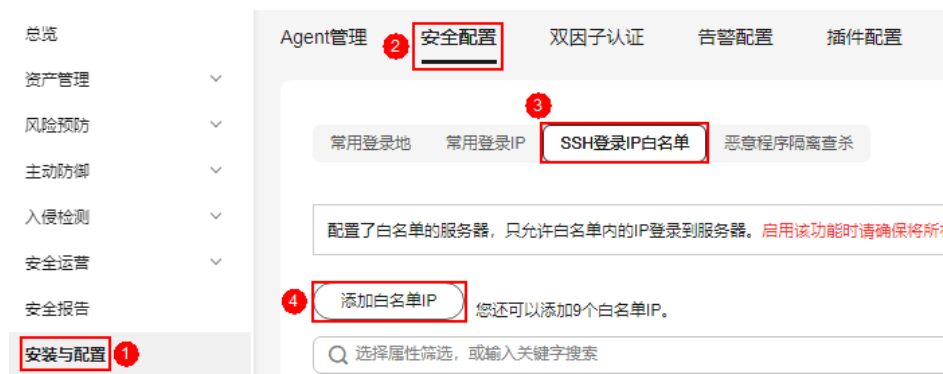 总览
资产管理
风险预防
主动防御
入侵检测
安全运营
安全报告
安装与配置 1
Agent管理 2 安全配置 双因子认证 告警配置 插件配置
3
常用登录地 常用登录IP SSH登录IP白名单 恶意程序隔离查杀
配置了白名单的服务器，只允许白名单内的IP登录到服务器。启用该功能时请确保将所
4 添加白名单IP 您还可以添加9个白名单IP。
选择属性筛选，或输入关键字搜索